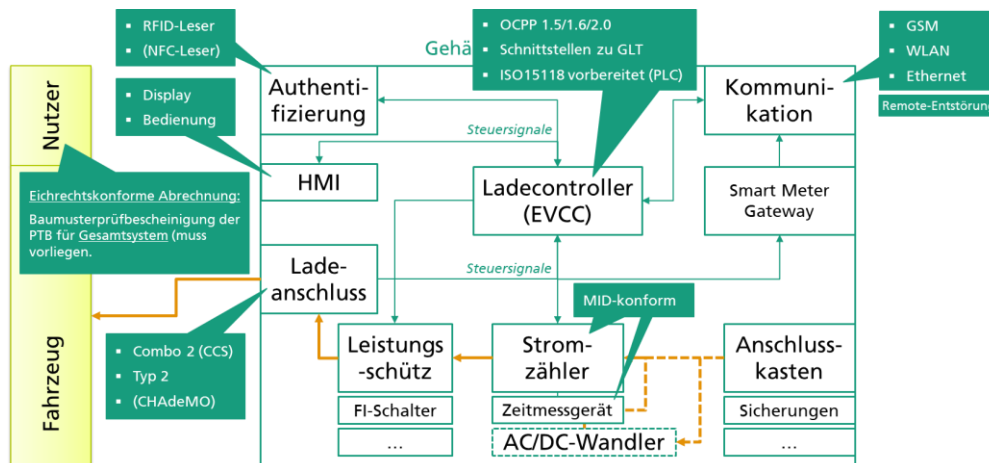 RFID-Leser
(NFC-Leser)
OCPP 1.5/1.6/2.0
Schnittstellen zu GLT
ISO15118 vorbereitet (PLC)
GSM
WLAN
Ethernet
Remote-Entstörung
Gehä
Nutzer
Display
Bedienung
Authenti-
fizierung
Kommuni-
kation
Steuersignale
HMI
Ladecontroller
(EVCC)
Smart Meter
Gateway
Eichrechtskonforme Abrechnung:
Baumusterprüfbescheinigung der
PTB für Gesamtsystem (muss
vorliegen.
Lade-
anschluss
Steuersignale
MID-konform
Fahrzeug
Combo 2 (CCS)
Typ 2
(CHAdeMO)
Leistungs
-schütz
Strom-
zähler
Anschluss-
kasten
FI-Schalter
Zeitmessgerät
Sicherungen
...
AC/DC-Wandler
...